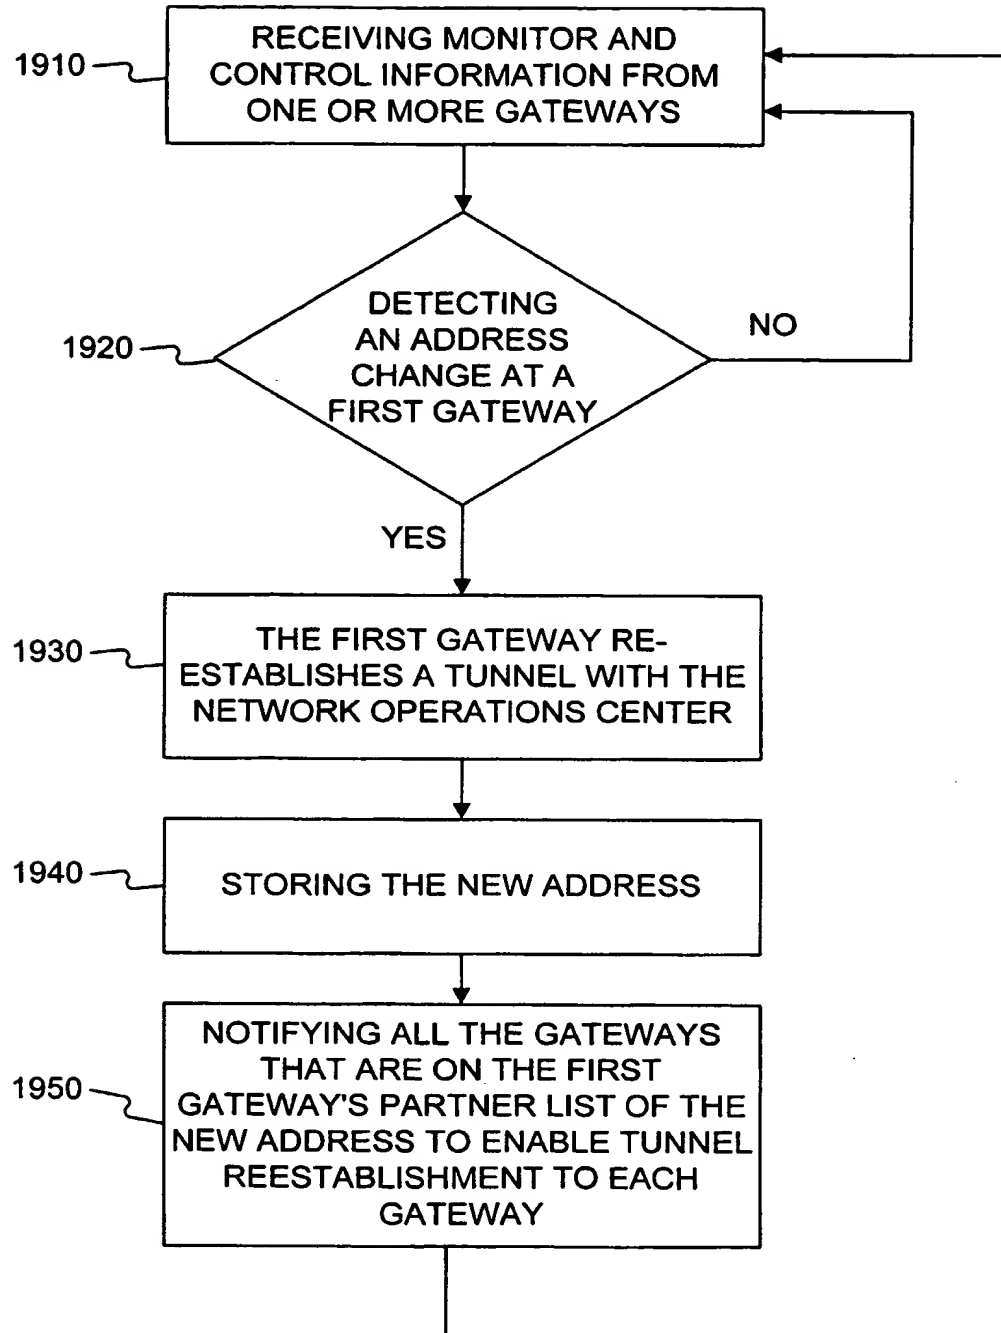 1910
RECEIVING MONITOR AND
CONTROL INFORMATION FROM
ONE OR MORE GATEWAYS
1920
DETECTING
AN ADDRESS
CHANGE AT A
FIRST GATEWAY
NO
YES
1930
THE FIRST GATEWAY RE-
ESTABLISHES A TUNNEL WITH THE
NETWORK OPERATIONS CENTER
1940
STORING THE NEW ADDRESS
1950
NOTIFYING ALL THE GATEWAYS
THAT ARE ON THE FIRST
GATEWAY'S PARTNER LIST OF THE
NEW ADDRESS TO ENABLE TUNNEL
REESTABLISHMENT TO EACH
GATEWAY